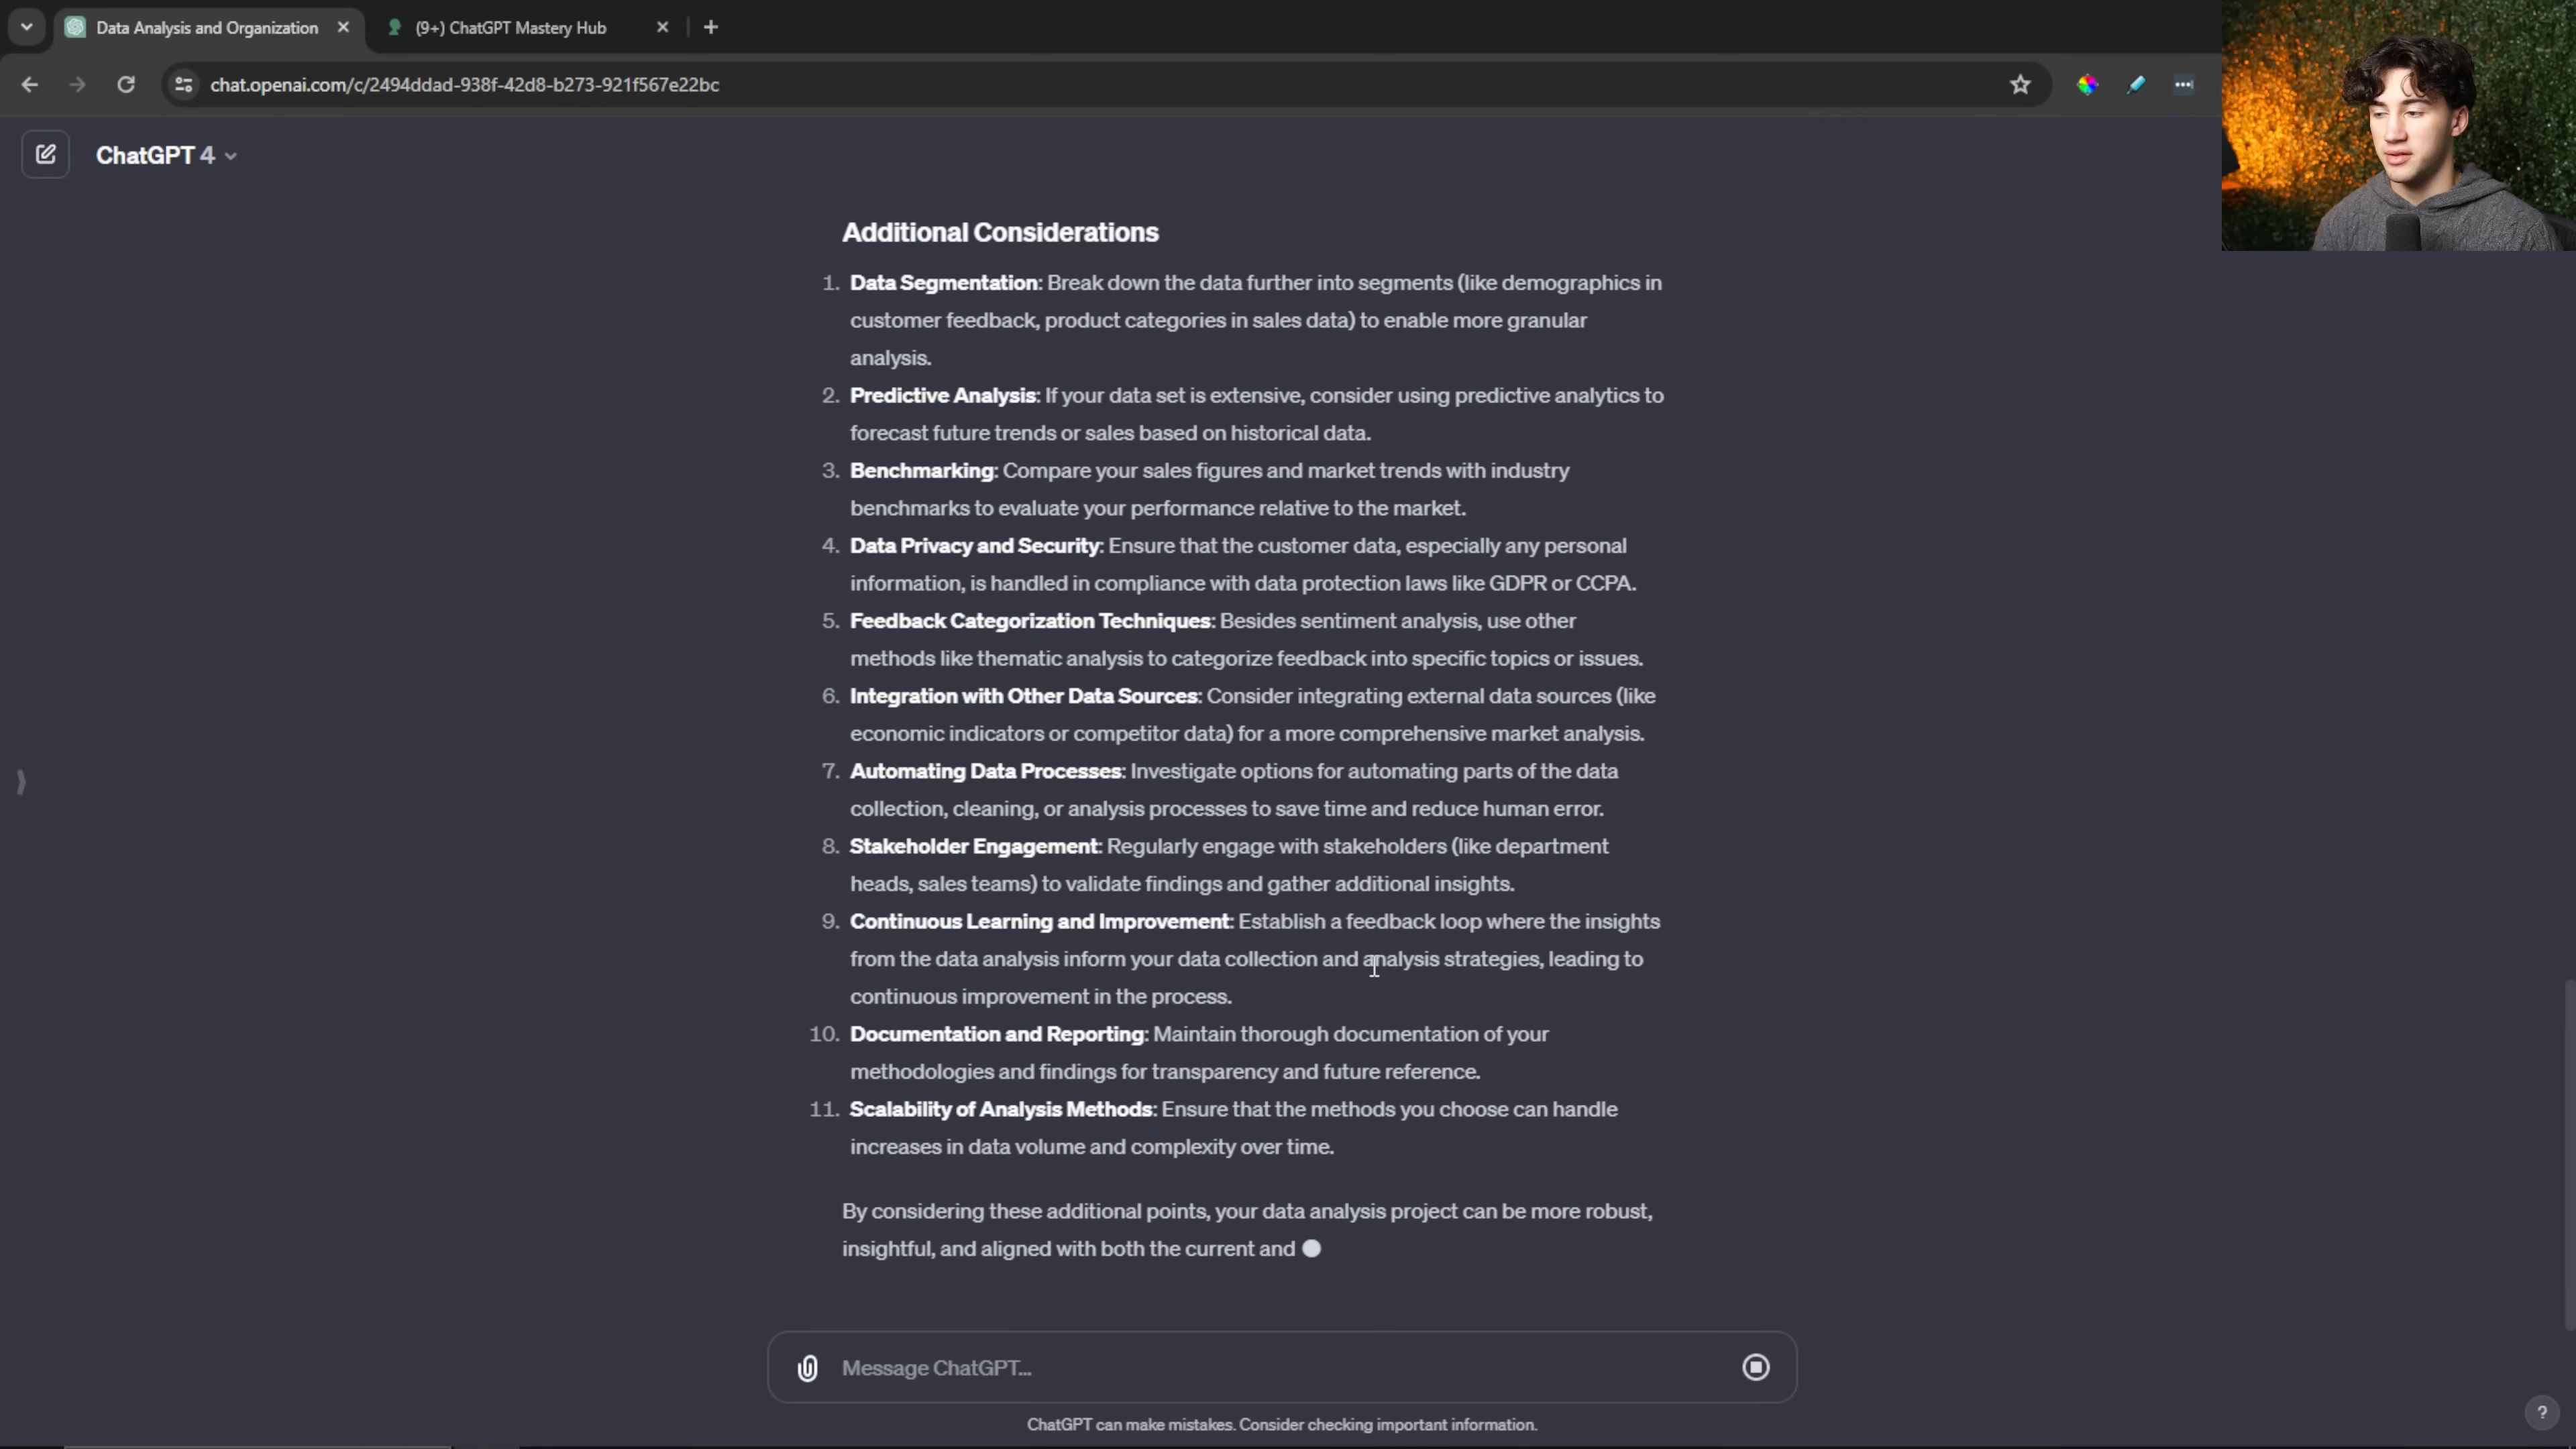 Data Analysis and Organization
(9+) ChatGPT Mastery Hub
chat.openai.com/c/2494ddad-938f-42d8-b273-921f567e22bc
ChatGPT 4
Additional Considerations
1. Data Segmentation: Break down the data further into segments (like demographics in
customer feedback, product categories in sales data) to enable more granular
analysis.
2. Predictive Analysis: If your data set is extensive, consider using predictive analytics to
forecast future trends or sales based on historical data.
3. Benchmarking: Compare your sales figures and market trends with industry
benchmarks to evaluate your performance relative to the market.
4. Data Privacy and Security: Ensure that the customer data, especially any personal
information, is handled in compliance with data protection laws like GDPR or CCPA.
5. Feedback Categorization Techniques: Besides sentiment analysis, use other
methods like thematic analysis to categorize feedback into specific topics or issues.
6. Integration with Other Data Sources: Consider integrating external data sources (like
economic indicators or competitor data) for a more comprehensive market analysis.
7. Automating Data Processes: Investigate options for automating parts of the data
collection, cleaning, or analysis processes to save time and reduce human error.
8. Stakeholder Engagement: Regularly engage with stakeholders (like department
heads, sales teams) to validate findings and gather additional insights.
9. Continuous Learning and Improvement: Establish a feedback loop where the insights
from the data analysis inform your data collection and analysis strategies, leading to
continuous improvement in the process.
10. Documentation and Reporting: Maintain thorough documentation of your
methodologies and findings for transparency and future reference.
11. Scalability of Analysis Methods: Ensure that the methods you choose can handle
increases in data volume and complexity over time.
By considering these additional points, your data analysis project can be more robust,
insightful, and aligned with both the current and
Message ChatGPT...
ChatGPT can make mistakes. Consider checking important information.
?